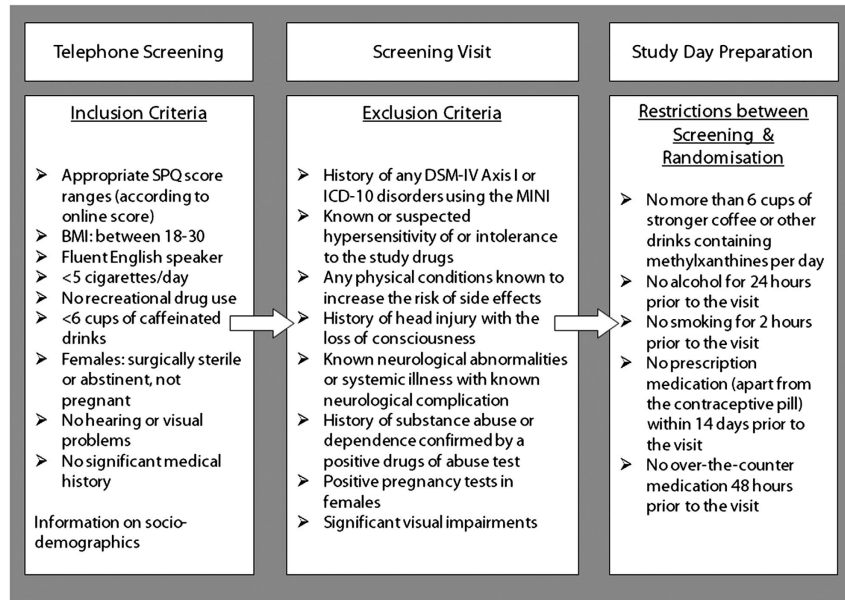 Telephone Screening
Inclusion Criteria
➢ Appropriate SPQ score
ranges (according to
online score)
➢ BMI: between 18-30
➢ Fluent English speaker
➢ <5 cigarettes/day
➢ No recreational drug use
➢ <6 cups of caffeinated
drinks
➢ Females: surgically sterile
or abstinent, not
pregnant
➢ No hearing or visual
problems
➢ No significant medical
history
Information on socio-
demographics
Screening Visit
Exclusion Criteria
➢ History of any DSM-IV Axis I or
ICD-10 disorders using the MINI
➢ Known or suspected
hypersensitivity of or intolerance
to the study drugs
➢ Any physical conditions known to
increase the risk of side effects
➢ History of head injury with the
loss of consciousness
➢ Known neurological abnormalities
or systemic illness with known
neurological complication
➢ History of substance abuse or
dependence confirmed by a
positive drugs of abuse test
➢ Positive pregnancy tests in
females
➢ Significant visual impairments
Study Day Preparation
Restrictions between
Screening &
Randomisation
➢ No more than 6 cups of
stronger coffee or other
drinks containing
methylxanthines per day
➢ No alcohol for 24 hours
prior to the visit
➢ No smoking for 2 hours
prior to the visit
➢ No prescription
medication (apart from
the contraceptive pill)
within 14 days prior to
the visit
➢ No over-the-counter
medication 48 hours
prior to the visit